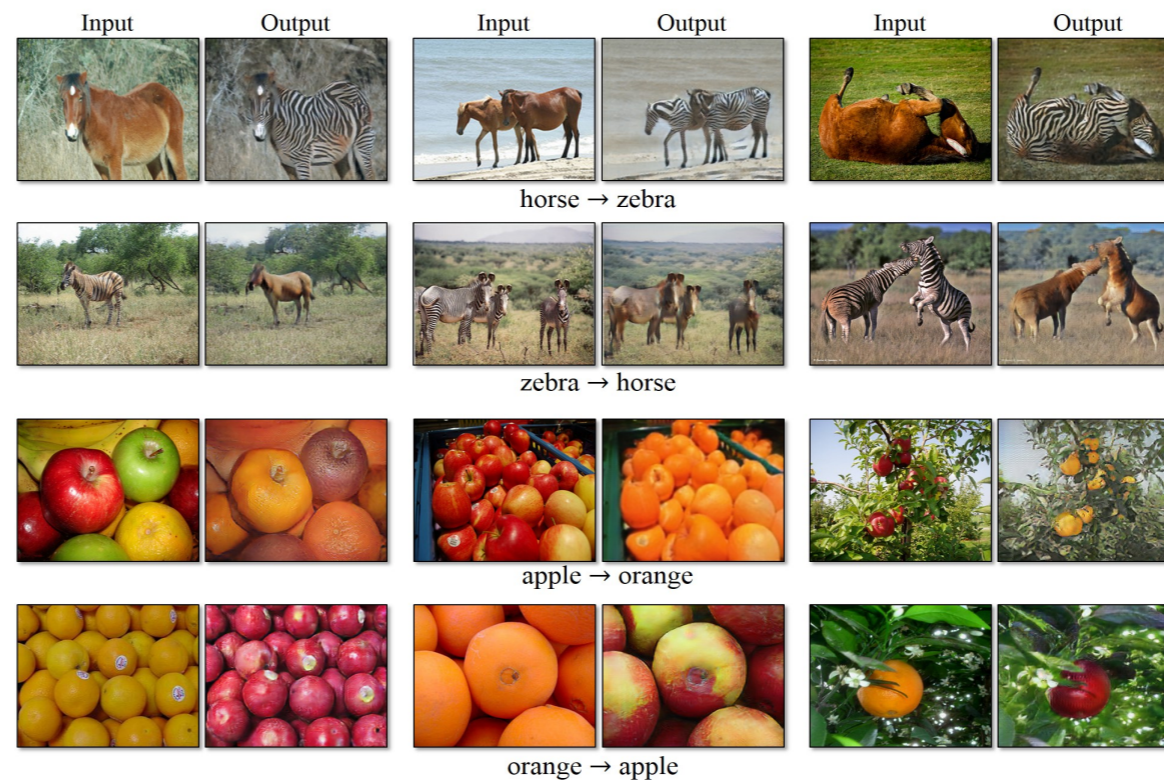 Input Output Input Output Input Output
horse → zebra
zebra → horse
apple → orange
orange → apple